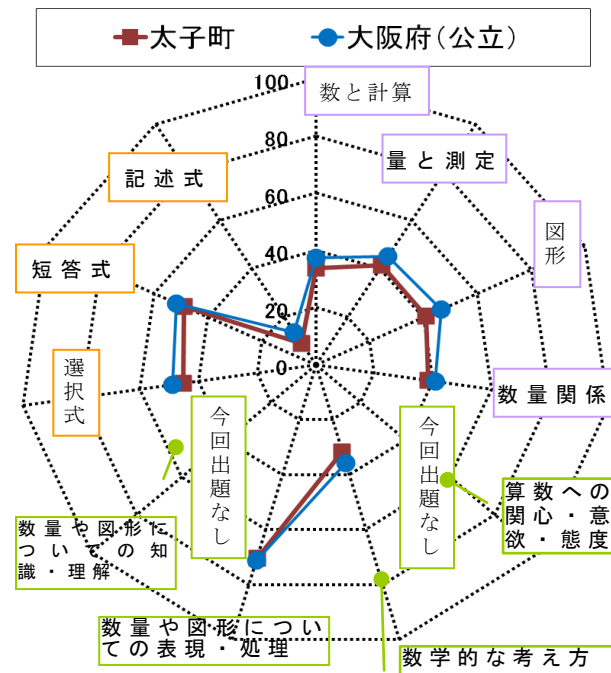 太子町 大阪府(公立)
100
80
60
40
20
0
数と計算
量と測定
図形
数量関係
今回出題なし
算数への
関心・意
欲・態度
数学的な考え方
数量や図形につい
ての表現・処理
今回出題なし
数量や図形に
ついての知
識・理解
選択式
短答式
記述式